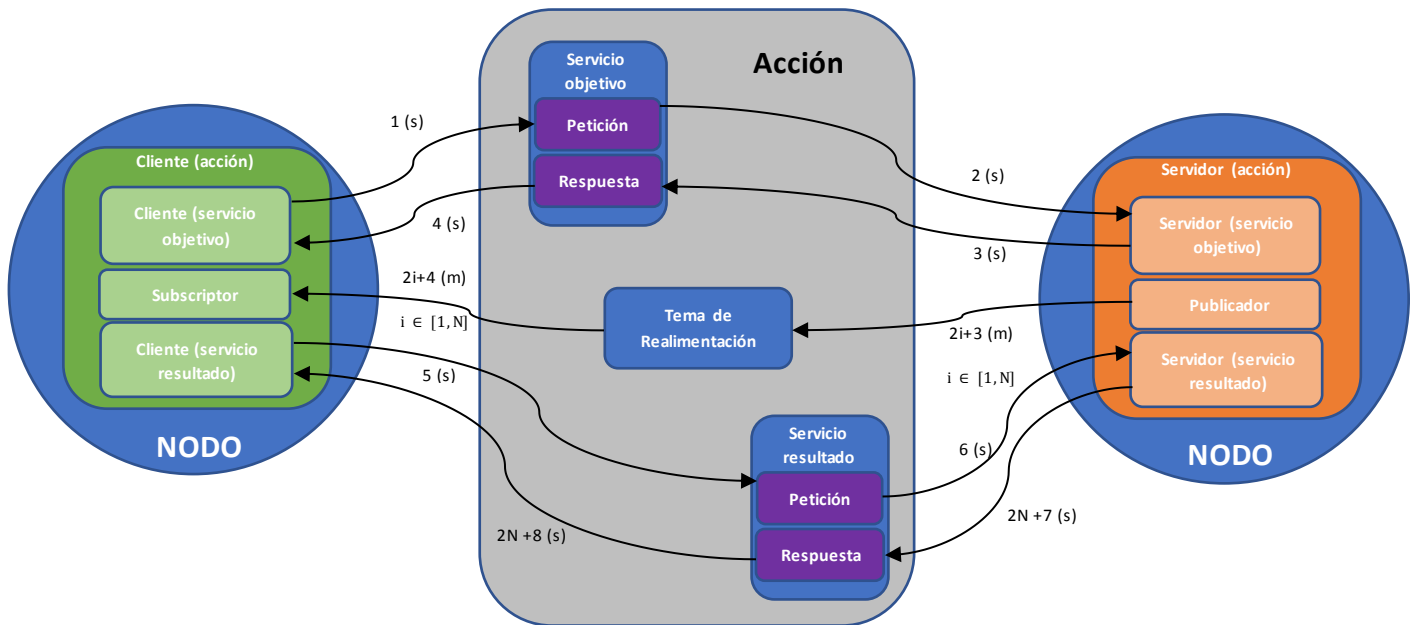 Acción
Servicio
objetivo
Petición
Respuesta
1 (s)
2 (s)
3 (s)
4 (s)
Cliente (acción)
Cliente (servicio
objetivo)
Subscriptor
Cliente (servicio
resultado)
NODO
2i+4 (m)
i ∈ [1, N]
5 (s)
2N +8 (s)
Tema de
Realimentación
Servicio
resultado
Petición
Respuesta
2i+3 (m)
i ∈ [1, N]
6 (s)
2N +7 (s)
Servidor (acción)
Servidor (servicio
objetivo)
Publicador
Servidor (servicio
resultado)
NODO